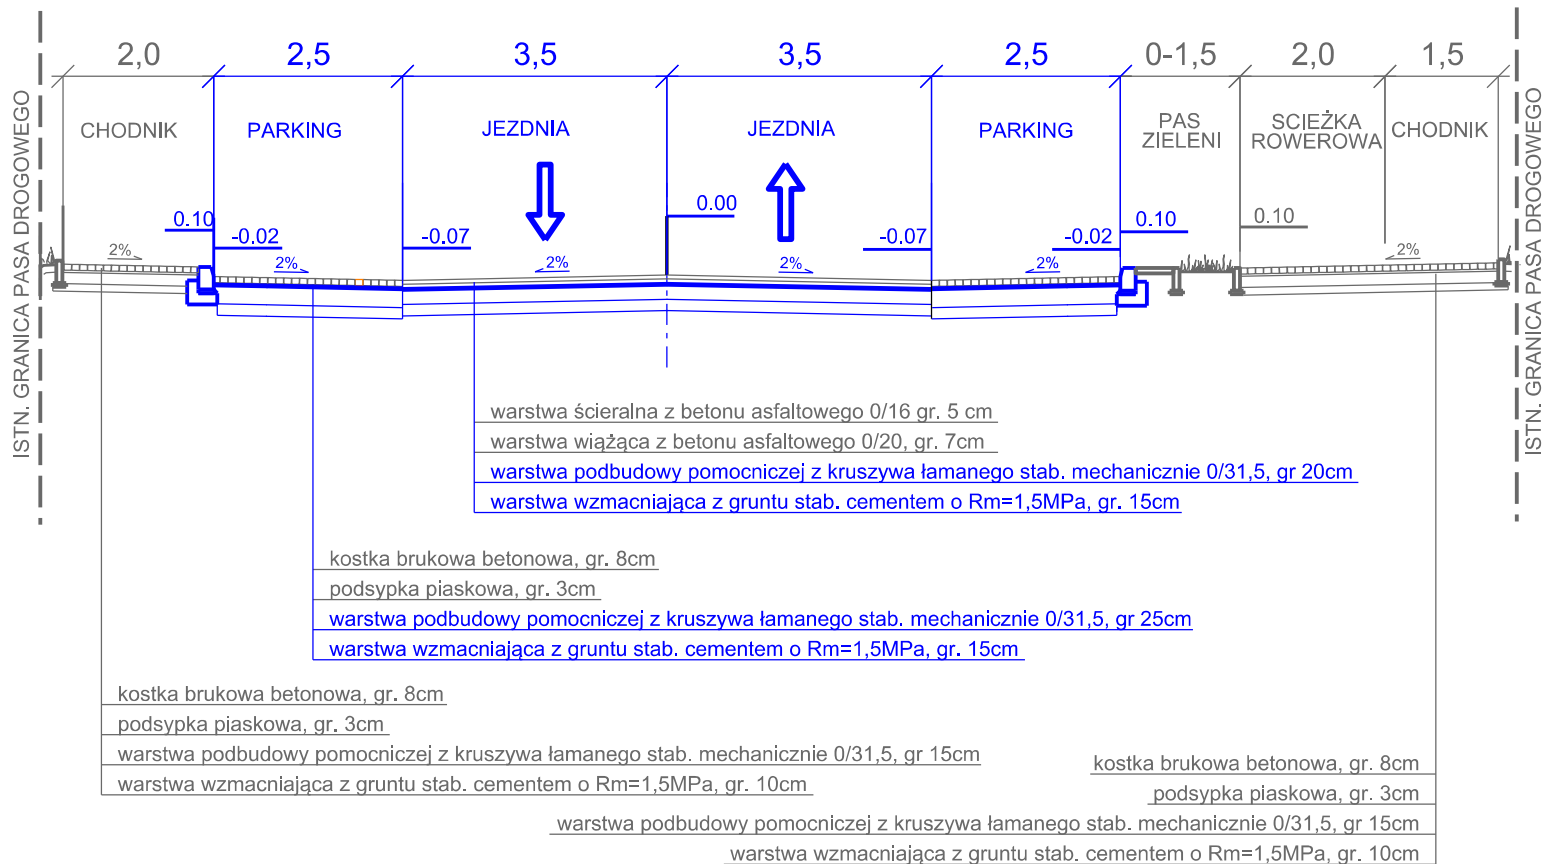 2,0 2,5 3,5 3,5 2,5 0-1,5 2,0 1,5
ISTN. GRANICA PASA DROGOWEGO
CHODNIK
PARKING
JEZDNIA
JEZDNIA
PARKING
PAS
ZIELENI
SCIEŻKA
ROWEROWA
CHODNIK
ISTN. GRANICA PASA DROGOWEGO
0.10
-0.02
-0.07
0.00
-0.07
-0.02
0.10
0.10
2% 2% 2% 2% 2% 2%
warstwa ścieralna z betonu asfaltowego 0/16 gr. 5 cm
warstwa wiążąca z betonu asfaltowego 0/20, gr. 7cm
warstwa podbudowy pomocniczej z kruszywa łamanego stab. mechanicznie 0/31,5, gr 20cm
warstwa wzmacniająca z gruntu stab. cementem o Rm=1,5MPa, gr. 15cm
kostka brukowa betonowa, gr. 8cm
podsypka piaskowa, gr. 3cm
warstwa podbudowy pomocniczej z kruszywa łamanego stab. mechanicznie 0/31,5, gr 25cm
warstwa wzmacniająca z gruntu stab. cementem o Rm=1,5MPa, gr. 15cm
kostka brukowa betonowa, gr. 8cm
podsypka piaskowa, gr. 3cm
warstwa podbudowy pomocniczej z kruszywa łamanego stab. mechanicznie 0/31,5, gr 15cm
warstwa wzmacniająca z gruntu stab. cementem o Rm=1,5MPa, gr. 10cm
kostka brukowa betonowa, gr. 8cm
podsypka piaskowa, gr. 3cm
warstwa podbudowy pomocniczej z kruszywa łamanego stab. mechanicznie 0/31,5, gr 15cm
warstwa wzmacniająca z gruntu stab. cementem o Rm=1,5MPa, gr. 10cm